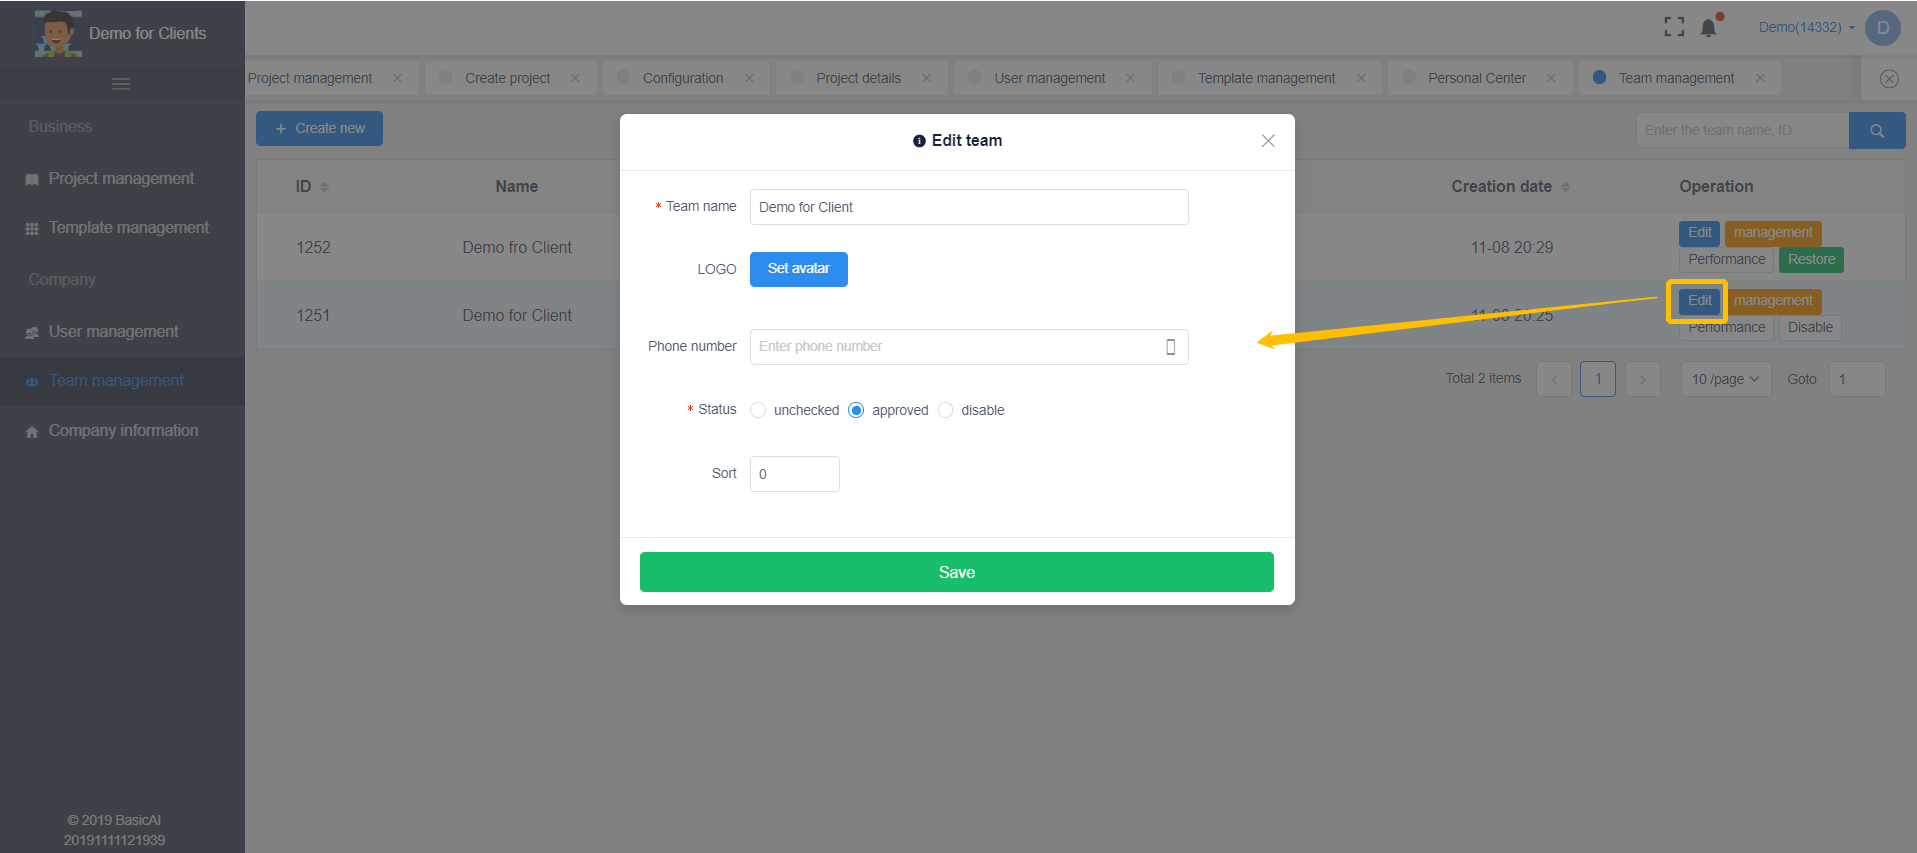 Demo for Clients
Demo(14332)
D
Project management
Create project
Configuration
Project details
User management
Template management
Personal Center
Team management
Business
Project management
Template management
Company
User management
Team management
Company information
© 2019 BasicAI
20191111121939
+ Create new
Enter the team name, ID
ID Name Creation date Operation
1252 Demo fro Client 11-08 20:29 Edit management
Performance Restore
1251 Demo for Client 11-08 20:25 Edit management
Performance Disable
Total 2 items 1 10 /page Goto 1
Edit team
* Team name Demo for Client
LOGO Set avatar
Phone number Enter phone number
* Status unchecked approved disable
Sort 0
Save